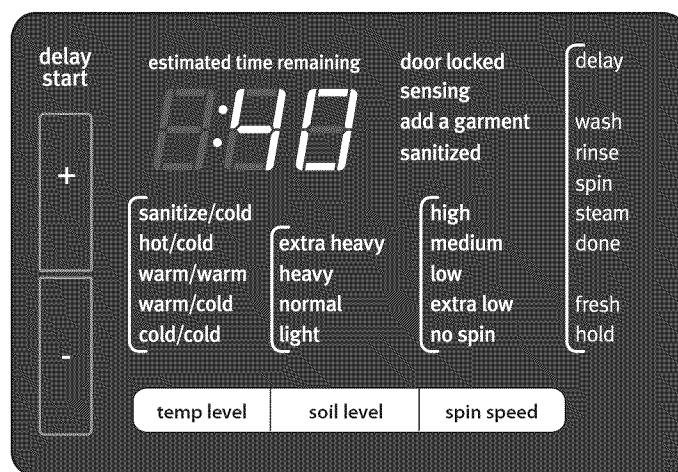 delay
start
+
-
estimated time remaining
:40
door locked
sensing
add a garment
sanitized
delay
wash
rinse
spin
steam
done
fresh
hold
sanitize/cold
hot/cold
warm/warm
warm/cold
cold/cold
extra heavy
heavy
normal
light
high
medium
low
extra low
no spin
temp level
soil level
spin speed